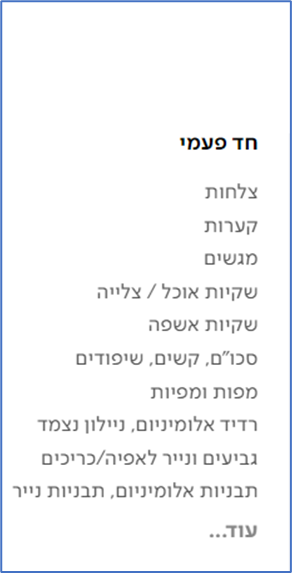 חד פעמי
צלחות
קערות
מגשים
שקיות אוכל / צלייה
שקיות אשפה
סכו"ם, קשים, שיפודים
מפות ומפיות
רדיד אלומיניום, ניילון נצמד
גביעים ונייר לאפיה/כריכים
תבניות אלומיניום, תבניות נייר
עוד...